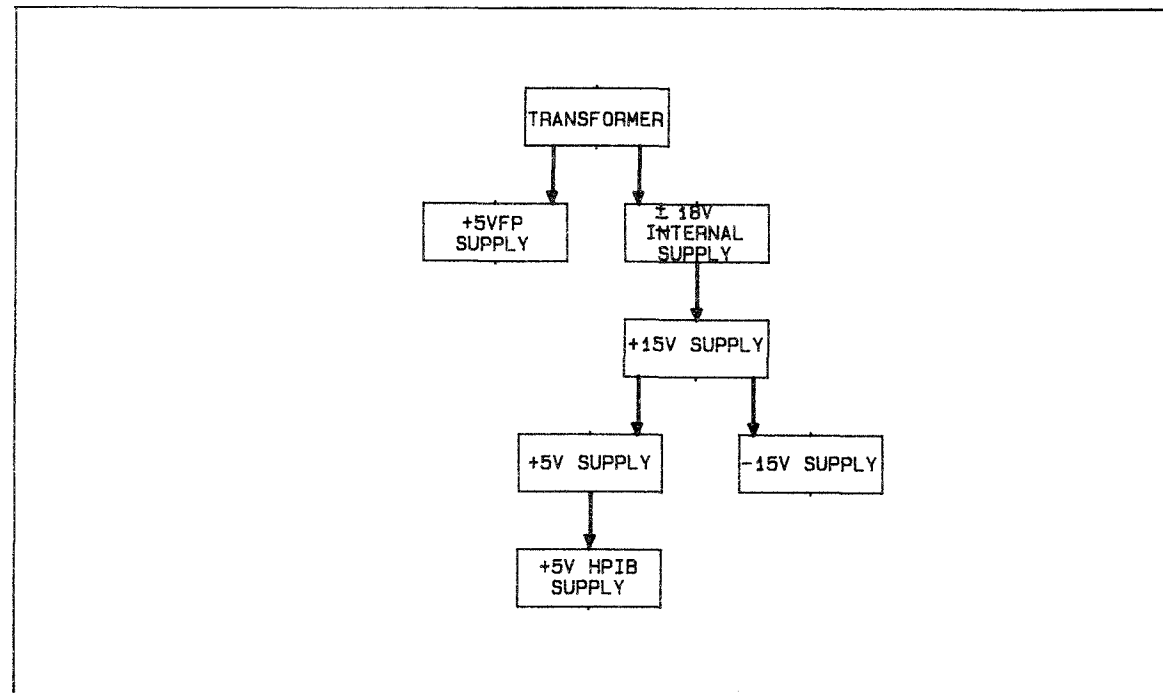 TRANSFORMER
+5VFP
SUPPLY
± 18V
INTERNAL
SUPPLY
+15V SUPPLY
+5V SUPPLY
-15V SUPPLY
+5V HPIB
SUPPLY